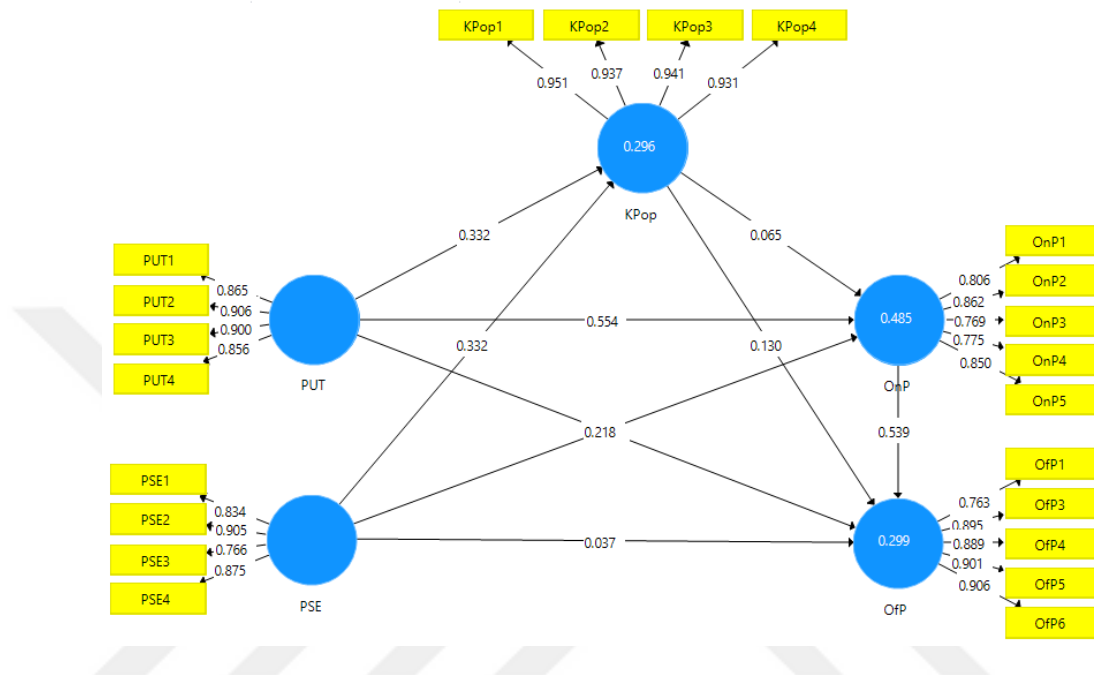 KPop1 KPop2 KPop3 KPop4
0.951 0.937 0.941 0.931
0.296
KPop
0.332 0.065
PUT1
PUT2
PUT3
PUT4
0.865
0.906
0.900
0.856
PUT
0.554
0.332
0.130
0.485
OnP
0.806
0.862
0.769
0.775
0.850
OnP1
OnP2
OnP3
OnP4
OnP5
0.218
0.539
PSE1
PSE2
PSE3
PSE4
0.834
0.905
0.766
0.875
PSE
0.037
0.299
OfP
0.763
0.895
0.889
0.901
0.906
OfP1
OfP3
OfP4
OfP5
OfP6